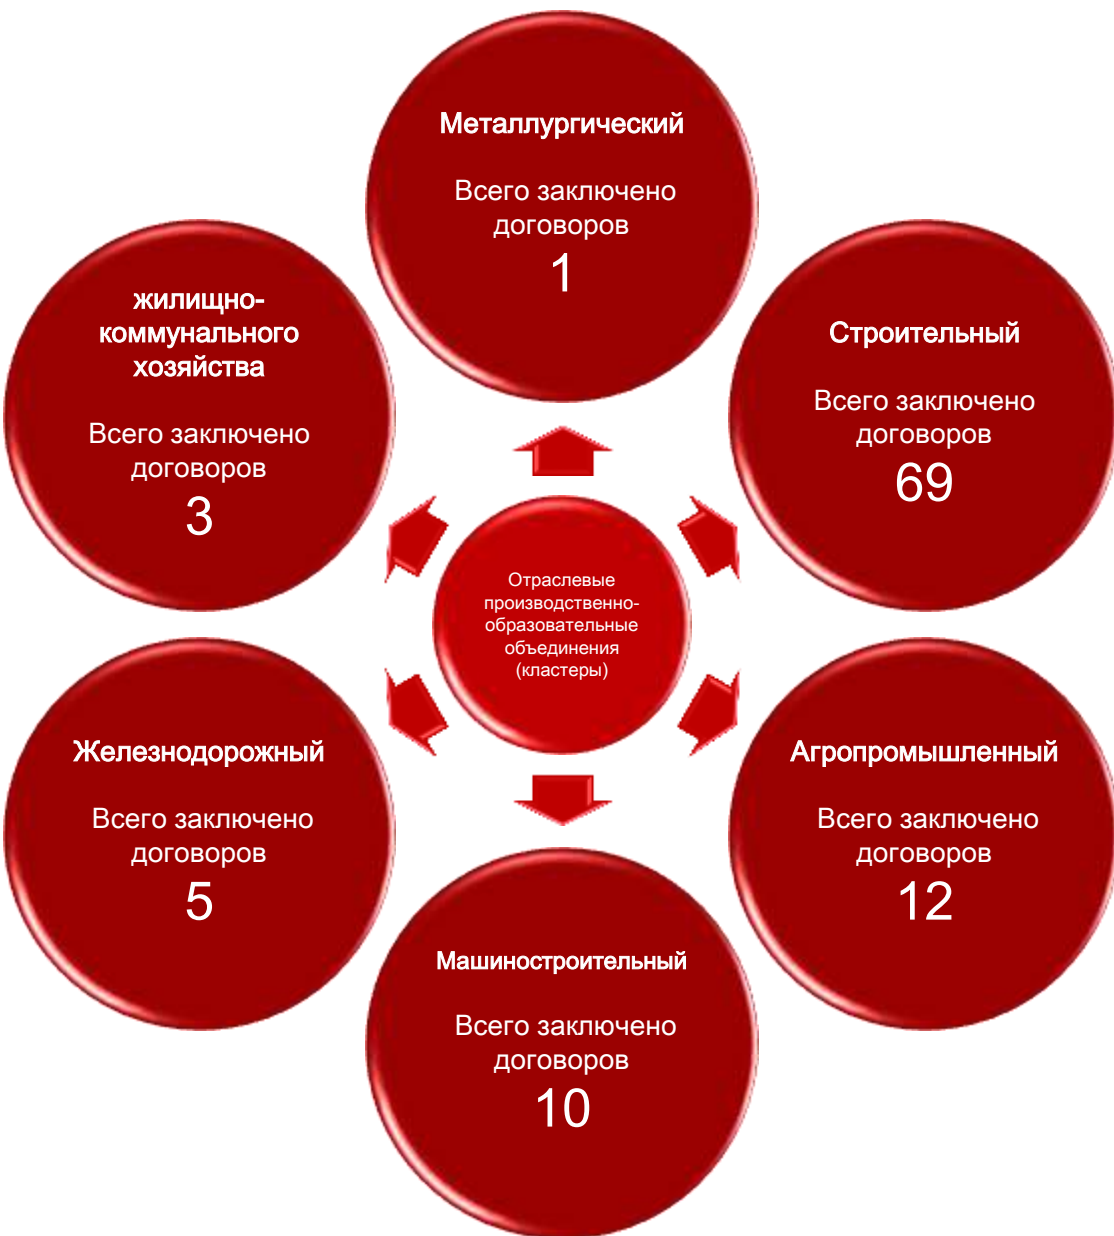 Металлургический
Всего заключено
договоров
1
Строительный
Всего заключено
договоров
69
Агропромышленный
Всего заключено
договоров
12
Машиностроительный
Всего заключено
договоров
10
Железнодорожный
Всего заключено
договоров
5
жилищно-
коммунального
хозяйства
Всего заключено
договоров
3
Отраслевые
производственно-
образовательные
объединения
(кластеры)